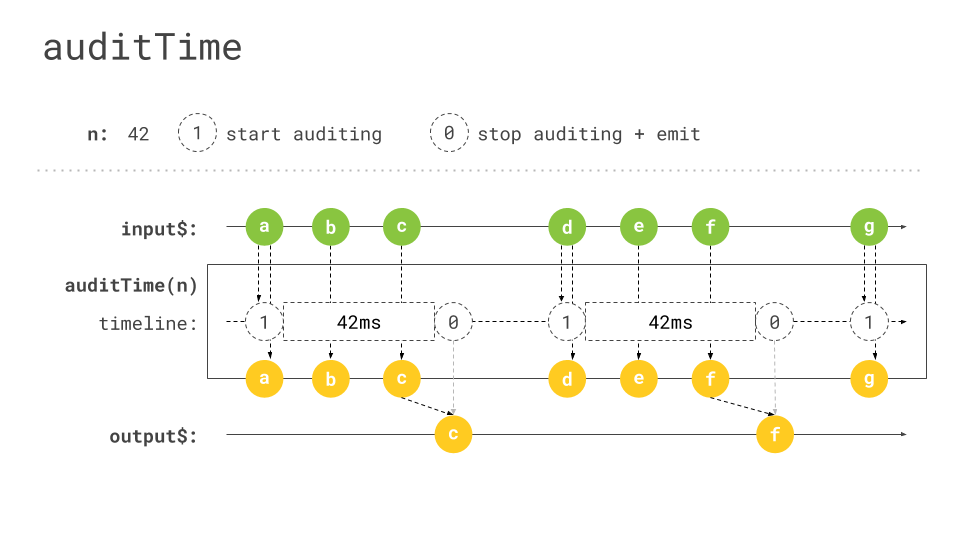 auditTime
n: 42 1 start auditing 0 stop auditing + emit
input$: a b c d e f g
auditTime(n)
timeline: 1 42ms 0 1 42ms 0 1
a b c d e f g
output$: c f